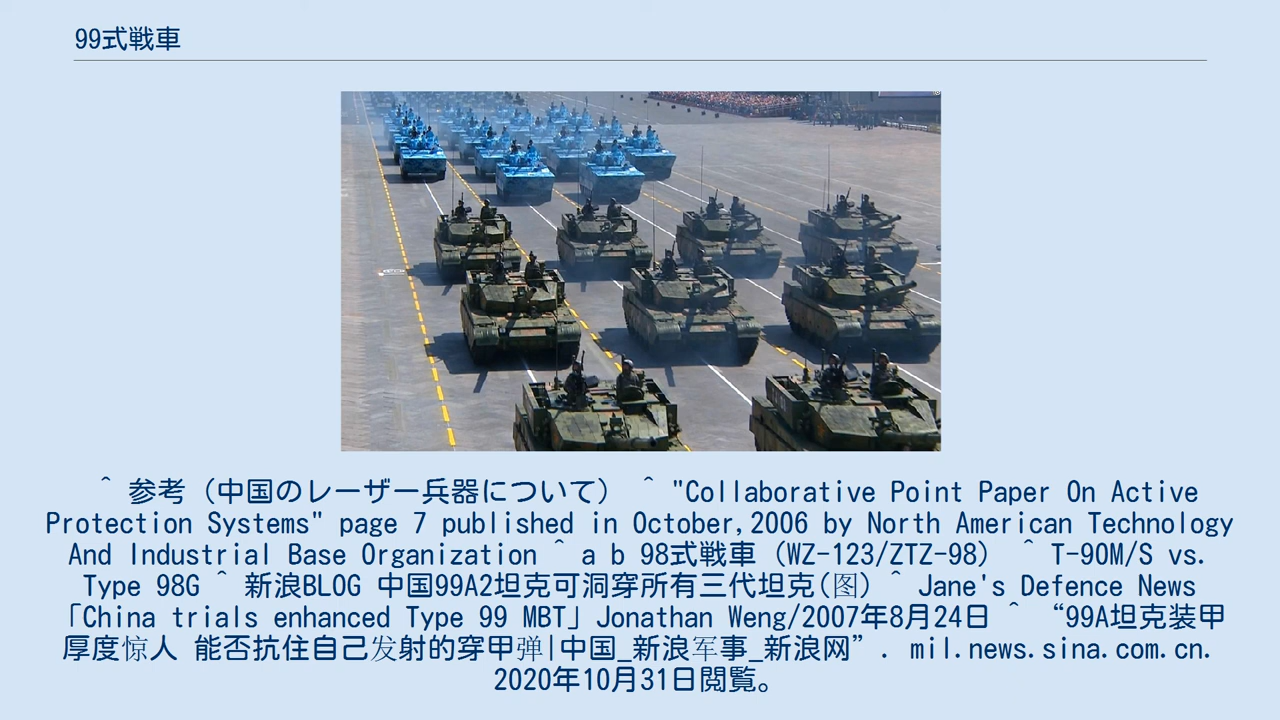 99式戦車
^ 参考（中国のレーザー兵器について） ^ "Collaborative Point Paper On Active
Protection Systems" page 7 published in October,2006 by North American Technology
And Industrial Base Organization ^ a b 98式戦車（WZ-123/ZTZ-98） ^ T-90M/S vs.
Type 98G ^ 新浪BLOG 中国99A2坦克可洞穿所有三代坦克(图) ^ Jane's Defence News
「China trials enhanced Type 99 MBT」Jonathan Weng/2007年8月24日 ^ “99A坦克装甲
厚度惊人 能否抗住自己发射的穿甲弹|中国_新浪军事_新浪网”. mil.news.sina.com.cn.
2020年10月31日閲覧。